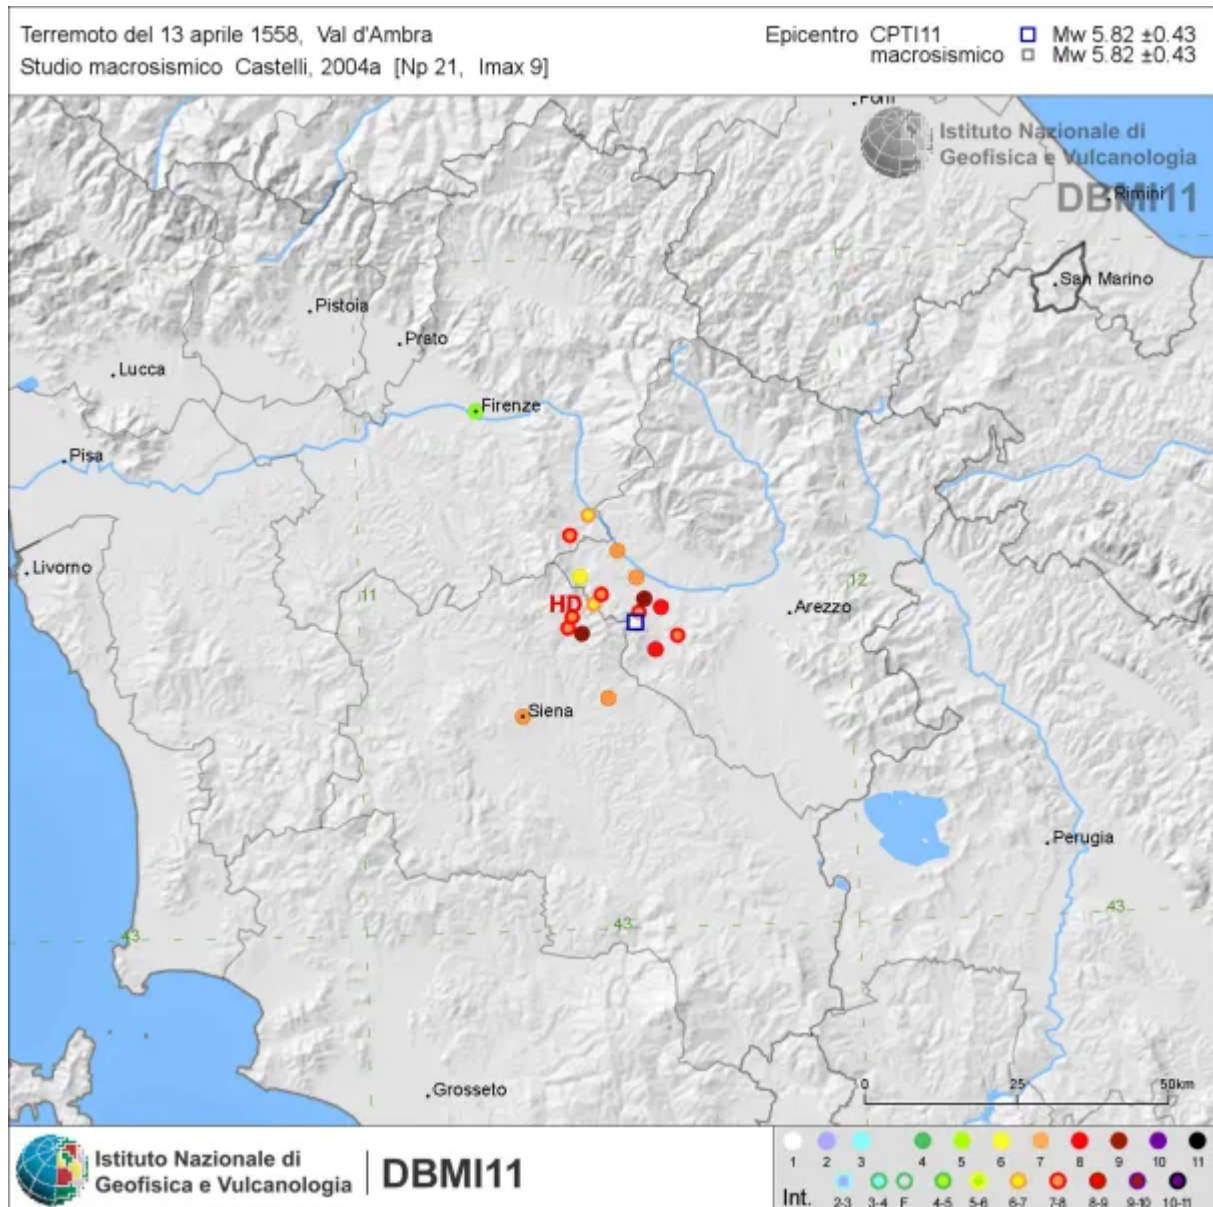 Terremoto del 13 aprile 1558, Val d'Ambra
Studio macrosismico Castelli, 2004a [Np 21, Imax 9]
Epicentro CPTI11 Mw 5.82 ±0.43
macrosismico Mw 5.82 ±0.43
Istituto Nazionale di
Geofisica e Vulcanologia
DBMI11
Rimini
San Marino
Pistoia
Prato
Lucca
Firenze
Pisa
Livorno
11
HD
12
Arezzo
Siena
Perugia
43
43
43
Grosseto
0 25 50km
Istituto Nazionale di
Geofisica e Vulcanologia
DBMI11
1 2 3 4 5 6 7 8 9 10 11
Int. 2-3 3-4 F 4-5 5-6 6-7 7-8 8-9 9-10 10-11